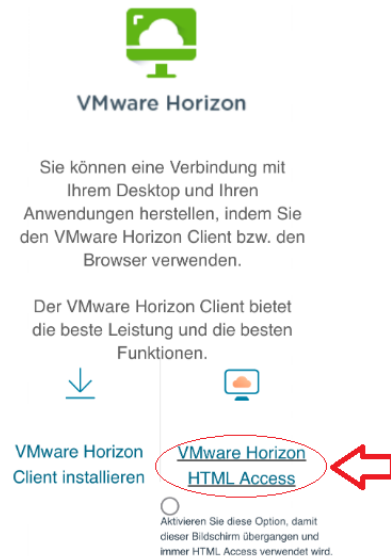 VMware Horizon
Sie können eine Verbindung mit
Ihrem Desktop und Ihren
Anwendungen herstellen, indem Sie
den VMware Horizon Client bzw. den
Browser verwenden.
Der VMware Horizon Client bietet
die beste Leistung und die besten
Funktionen.
VMware Horizon
Client installieren
VMware Horizon
HTML Access
Aktivieren Sie diese Option, damit
dieser Bildschirm übergangen und
immer HTML Access verwendet wird.